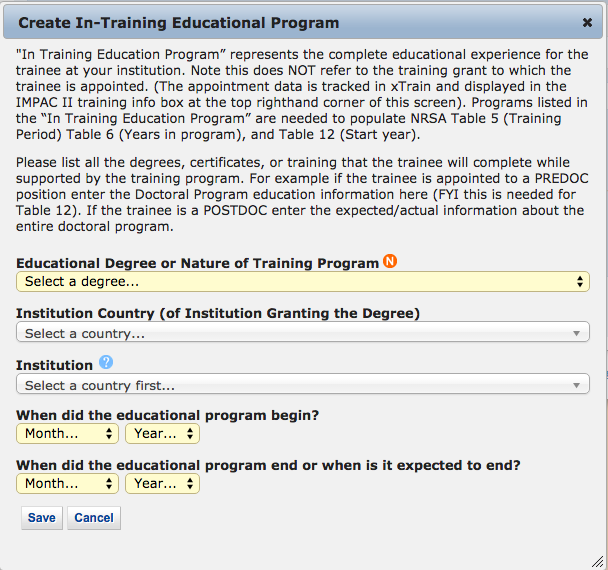 Create In-Training Educational Program
"In Training Education Program” represents the complete educational experience for the
trainee at your institution. Note this does NOT refer to the training grant to which the
trainee is appointed. (The appointment data is tracked in xTrain and displayed in the
IMPAC II training info box at the top righthand corner of this screen). Programs listed in
the “In Training Education Program” are needed to populate NRSA Table 5 (Training
Period) Table 6 (Years in program), and Table 12 (Start year).
Please list all the degrees, certificates, or training that the trainee will complete while
supported by the training program. For example if the trainee is appointed to a PREDOC
position enter the Doctoral Program education information here (FYI this is needed for
Table 12). If the trainee is a POSTDOC enter the expected/actual information about the
entire doctoral program.
Educational Degree or Nature of Training Program N
Select a degree...
Institution Country (of Institution Granting the Degree)
Select a country...
Institution ?
Select a country first...
When did the educational program begin?
Month... Year...
When did the educational program end or when is it expected to end?
Month... Year...
Save Cancel